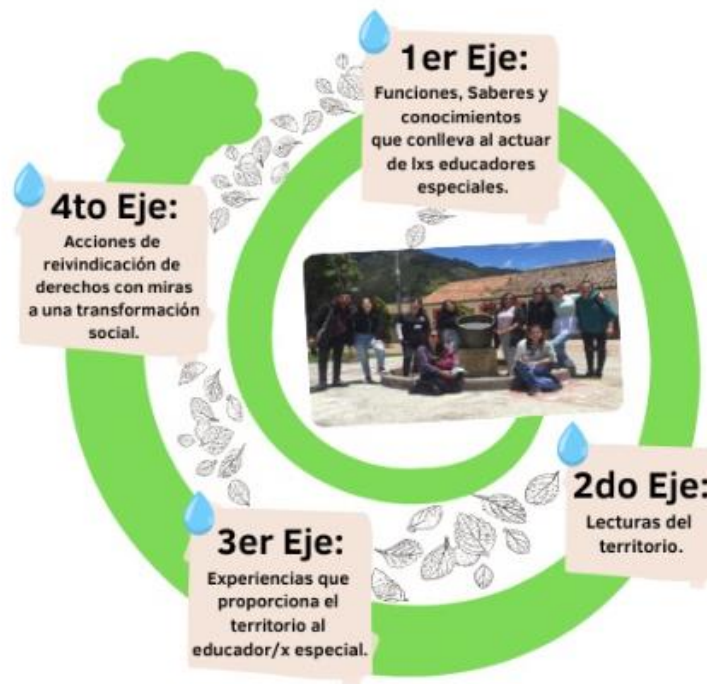 1er Eje:
Funciones, Saberes y
conocimientos
que conlleva al actuar
de lxs educadores
especiales.
2do Eje:
Lecturas del
territorio.
3er Eje:
Experiencias que
proporciona el
territorio al
educador/x especial.
4to Eje:
Acciones de
reivindicación de
derechos con miras
a una transformación
social.